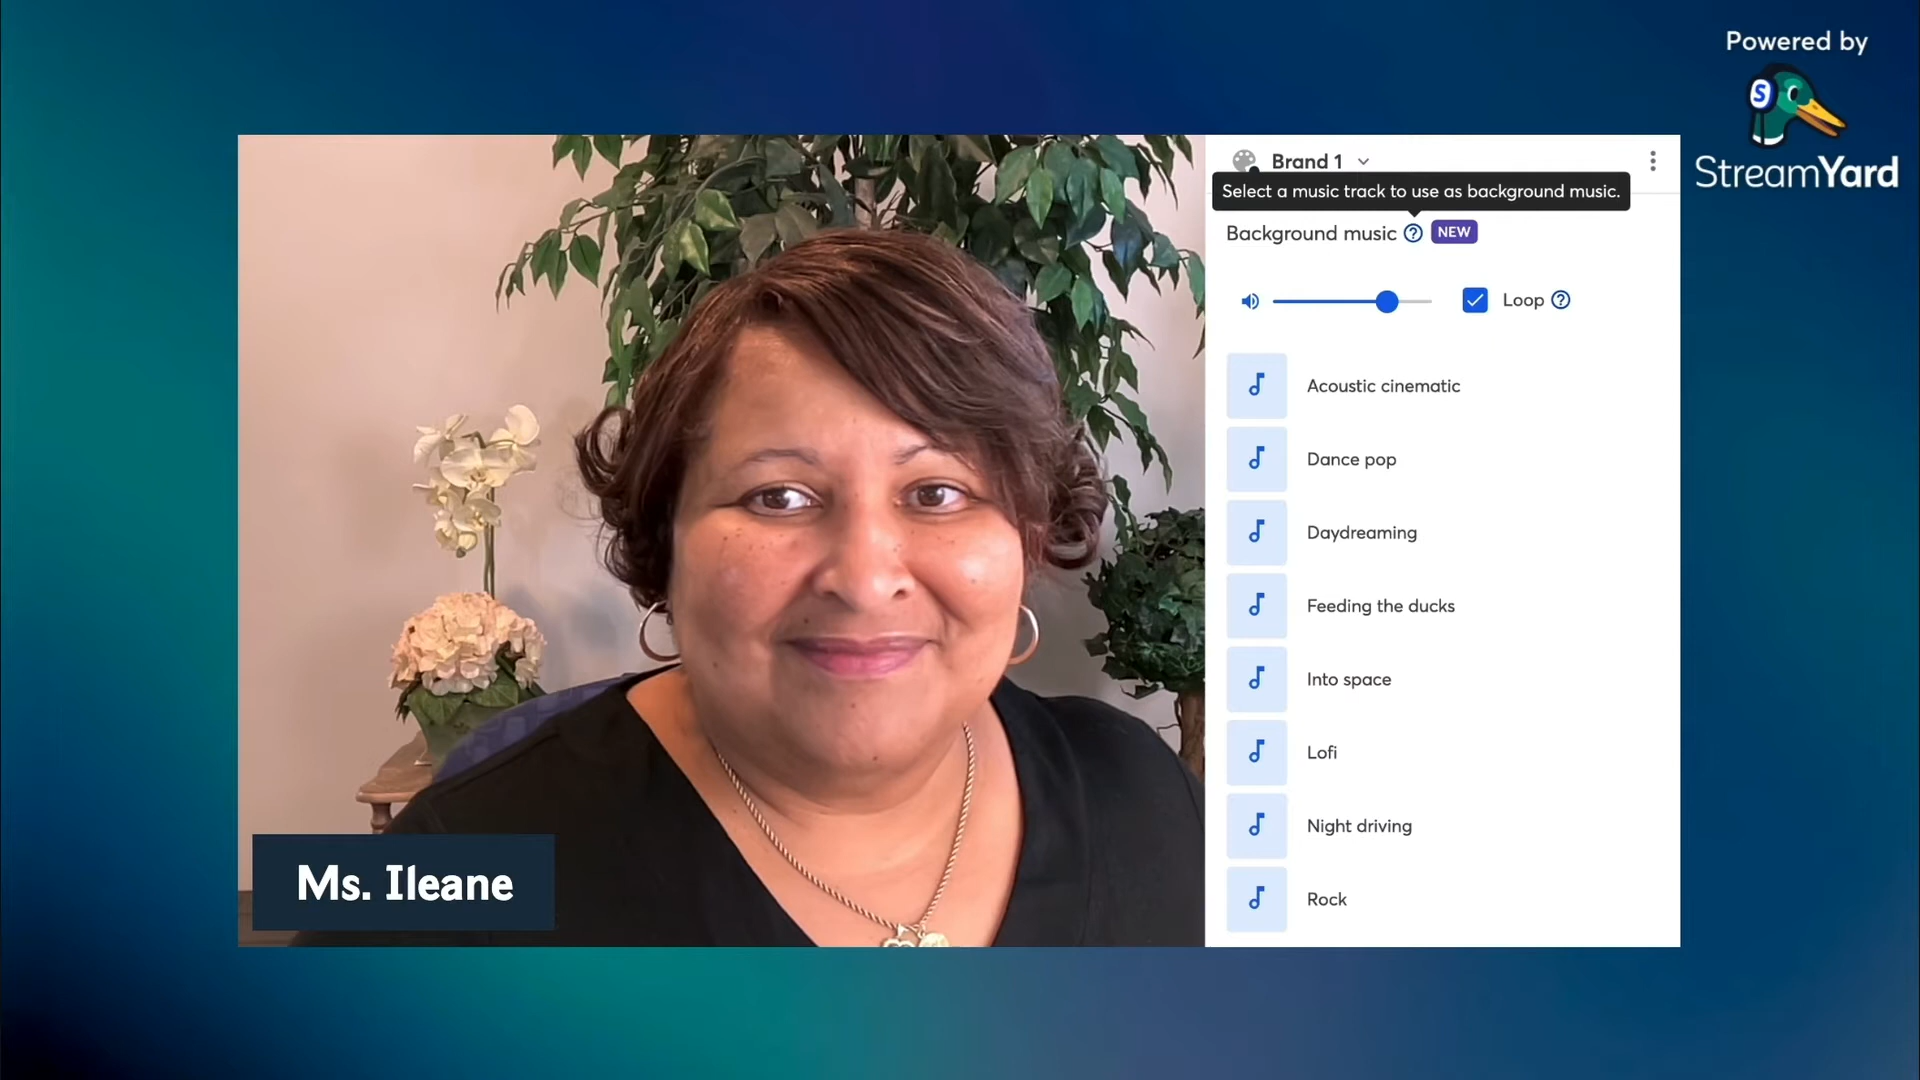 Powered by
S
StreamYard
Brand 1
Select a music track to use as background music.
Background music ? NEW
Loop ?
Acoustic cinematic
Dance pop
Daydreaming
Feeding the ducks
Into space
Lofi
Night driving
Rock
Ms. Ileane